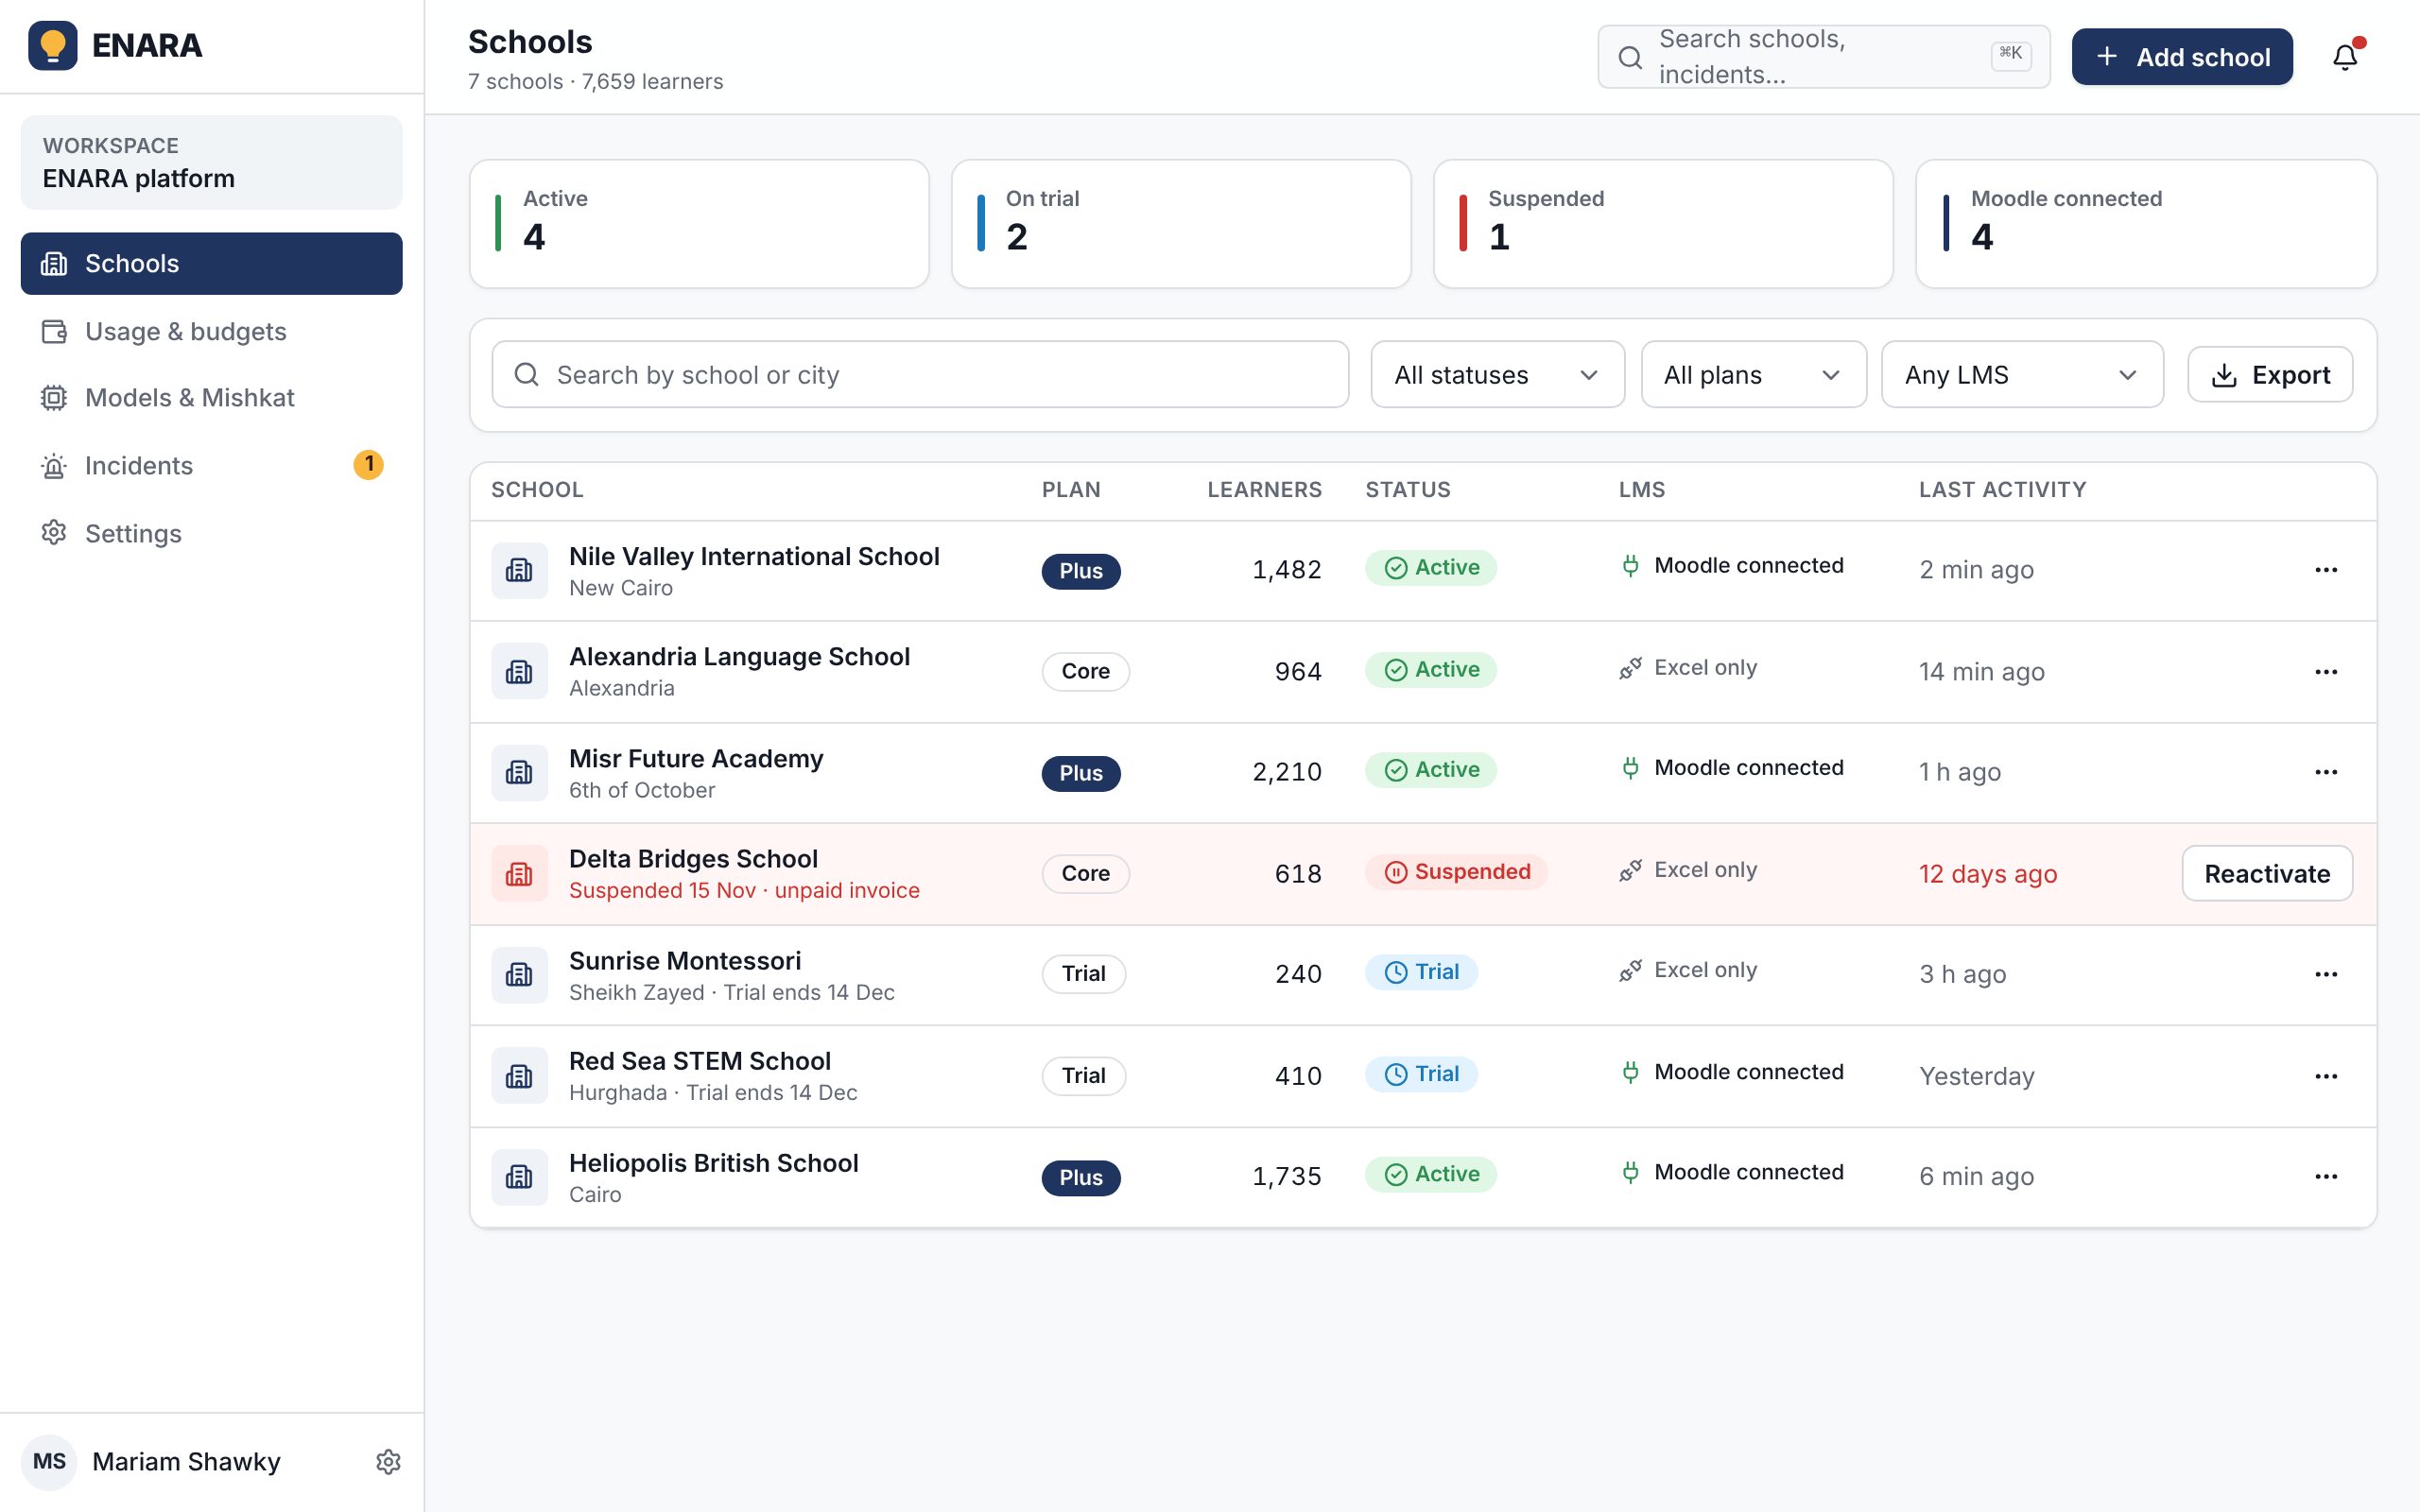 ENARA
WORKSPACE
ENARA platform
Schools
Usage & budgets
Models & Mishkat
Incidents 1
Settings
MS Mariam Shawky
Schools
7 schools · 7,659 learners
Search schools,
incidents...
⌘K
Add school
Active
4
On trial
2
Suspended
1
Moodle connected
4
Search by school or city
All statuses
All plans
Any LMS
Export
SCHOOL PLAN LEARNERS STATUS LMS LAST ACTIVITY
Nile Valley International School
New Cairo
Plus 1,482 Active Moodle connected 2 min ago
Alexandria Language School
Alexandria
Core 964 Active Excel only 14 min ago
Misr Future Academy
6th of October
Plus 2,210 Active Moodle connected 1 h ago
Delta Bridges School
Suspended 15 Nov · unpaid invoice
Core 618 Suspended Excel only 12 days ago Reactivate
Sunrise Montessori
Sheikh Zayed · Trial ends 14 Dec
Trial 240 Trial Excel only 3 h ago
Red Sea STEM School
Hurghada · Trial ends 14 Dec
Trial 410 Trial Moodle connected Yesterday
Heliopolis British School
Cairo
Plus 1,735 Active Moodle connected 6 min ago